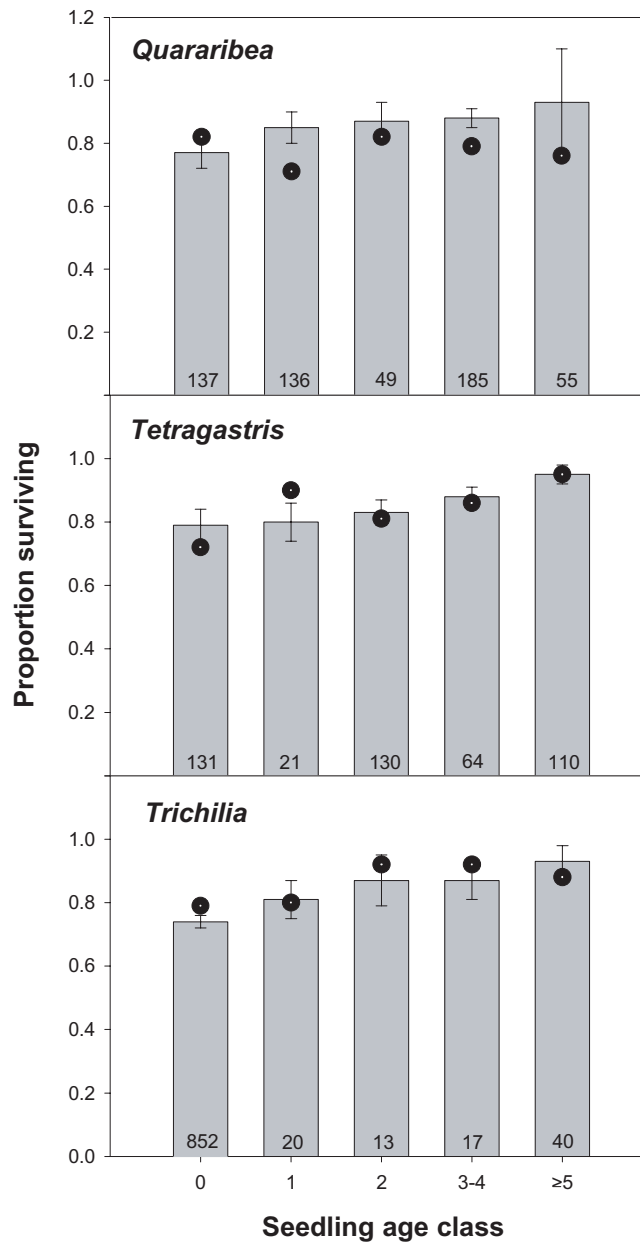 1.2
Quararibea
1.0
0.8
0.6
0.4
0.2
137 136 49 185 55
Tetragastris
1.0
0.8
0.6
0.4
0.2
131 21 130 64 110
Proportion surviving
Trichilia
1.0
0.8
0.6
0.4
0.2
0.0
852 20 13 17 40
0 1 2 3-4 ≥5
Seedling age class